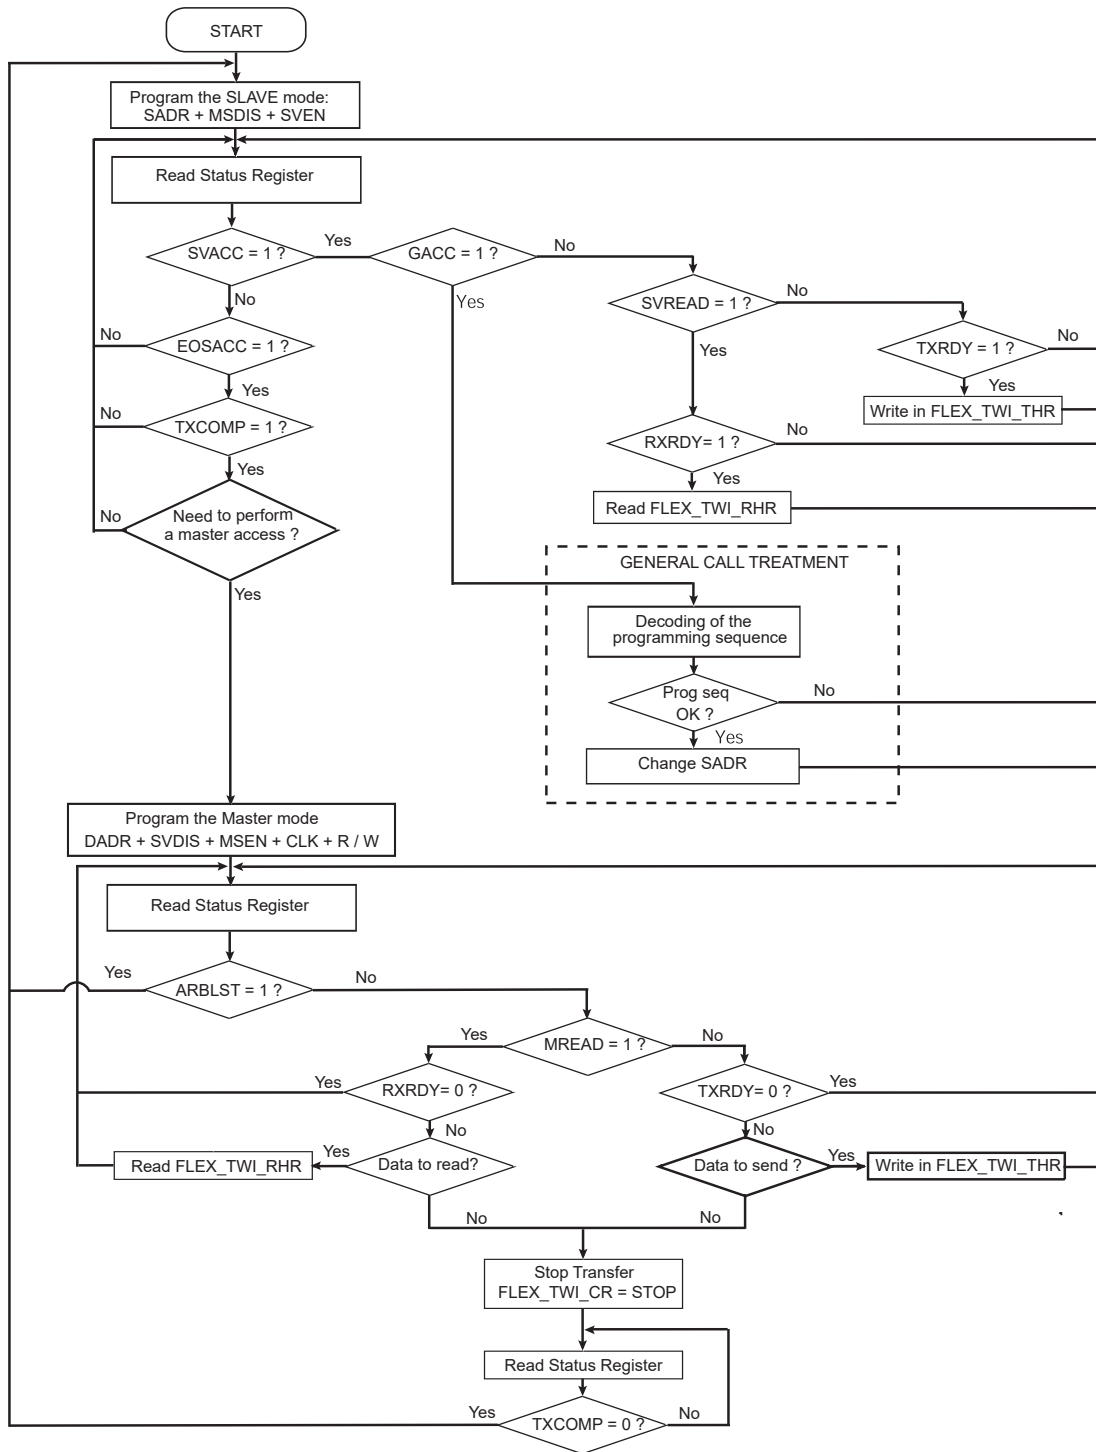 START
Program the SLAVE mode:
SADR + MSDIS + SVEN
Read Status Register
SVACC = 1 ?
Yes
GACC = 1 ?
No
No
Yes
SVREAD = 1 ?
No
EOSACC = 1 ?
No
Yes
TXRDY = 1 ?
No
Yes
Yes
Write in FLEX_TWI_THR
TXCOMP = 1 ?
No
Yes
RXRDY= 1 ?
No
Yes
Read FLEX_TWI_RHR
Need to perform
a master access ?
No
Yes
GENERAL CALL TREATMENT
Decoding of the
programming sequence
Prog seq
OK ?
No
Yes
Change SADR
Program the Master mode
DADR + SVDIS + MSEN + CLK + R / W
Read Status Register
ARBLST = 1 ?
Yes
No
MREAD = 1 ?
Yes
No
RXRDY= 0 ?
Yes
No
TXRDY= 0 ?
Yes
No
Data to read?
Yes
Read FLEX_TWI_RHR
No
Data to send ?
Yes
Write in FLEX_TWI_THR
No
Stop Transfer
FLEX_TWI_CR = STOP
Read Status Register
TXCOMP = 0 ?
Yes
No